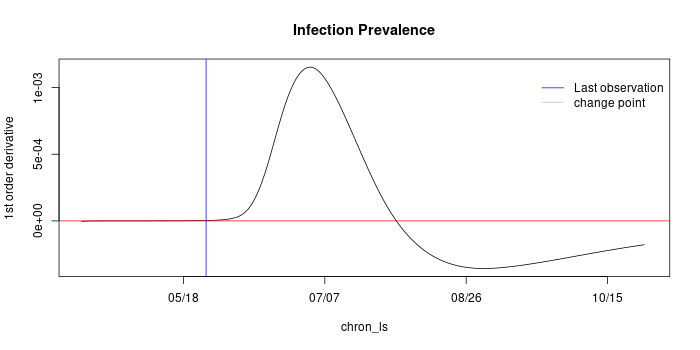 Infection Prevalence
1st order derivative
1e-03
5e-04
0e+00
Last observation
change point
05/18
07/07
08/26
10/15
chron_ls